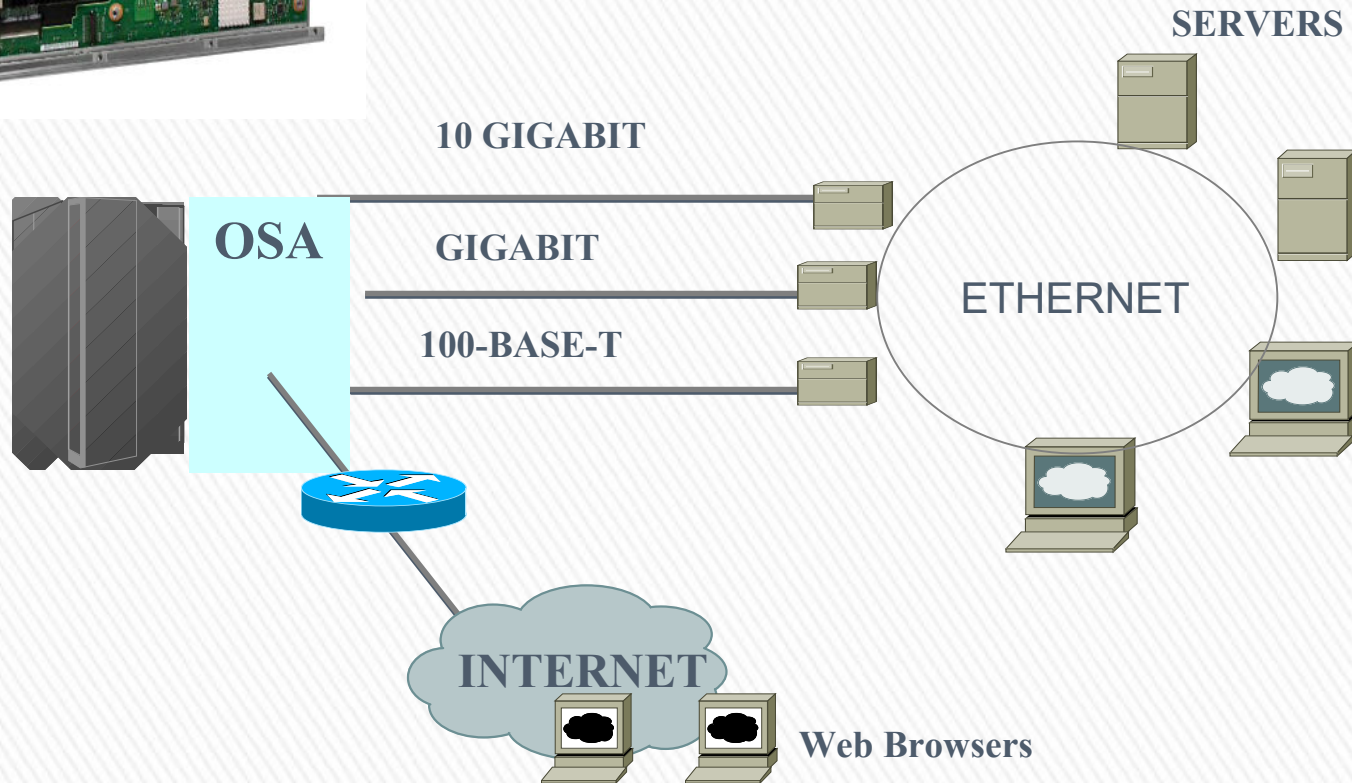 SERVERS
10 GIGABIT
OSA
GIGABIT
ETHERNET
100-BASE-T
INTERNET
Web Browsers